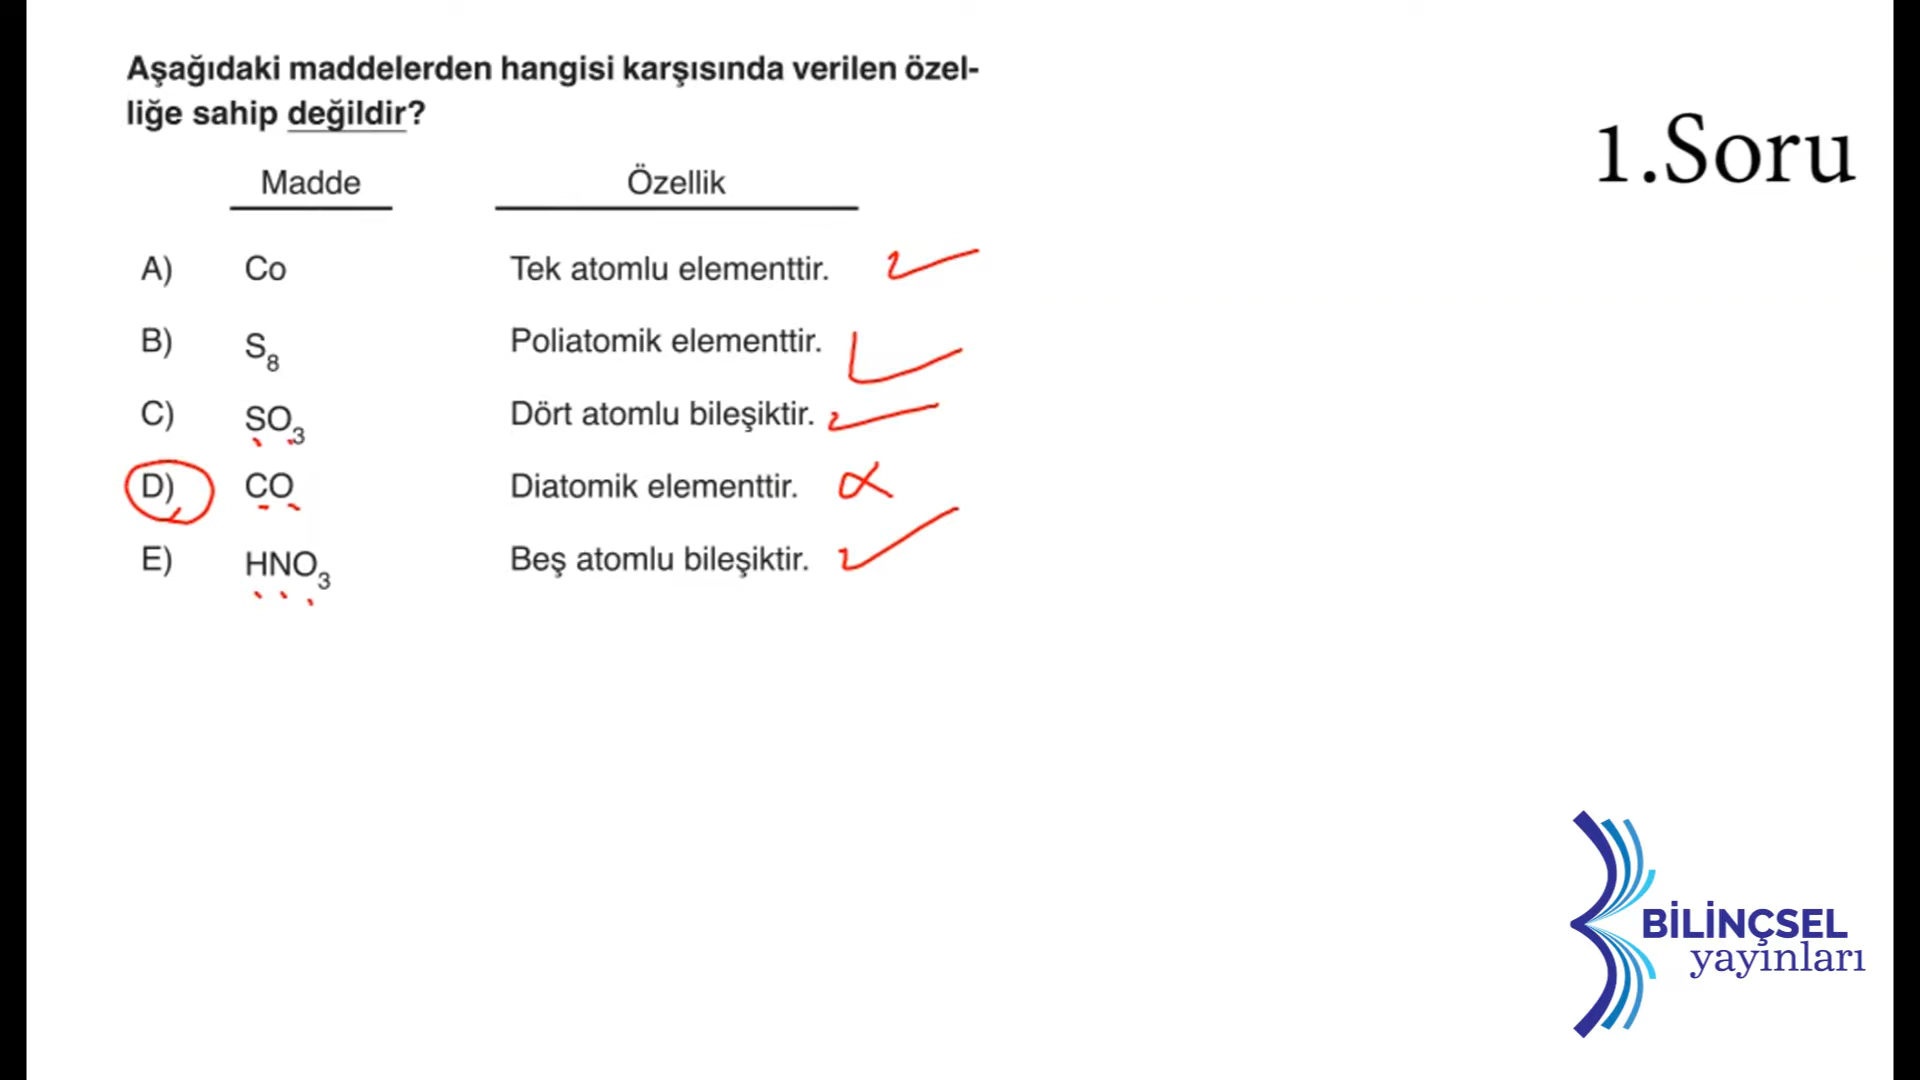 Aşağıdaki maddelerden hangisi karşısında verilen özel-
liğe sahip değildir?
1.Soru
Madde Özellik
A) Co Tek atomlu elementtir.
B) S8 Poliatomik elementtir.
C) SO3 Dört atomlu bileşiktir.
D) CO Diatomik elementtir.
E) HNO3 Beş atomlu bileşiktir.
BİLİNÇSEL
yayınları